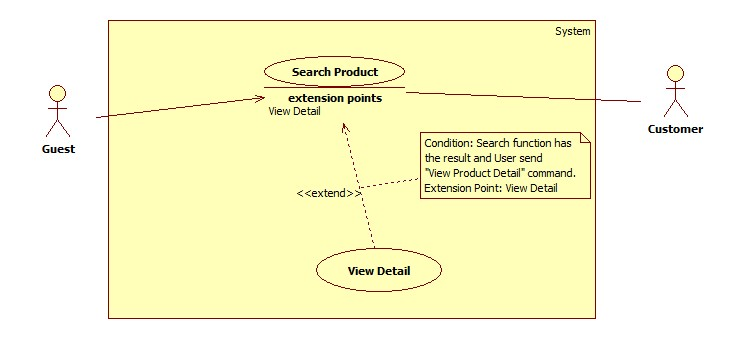 System
Search Product
extension points
View Detail
Guest
Customer
Condition: Search function has
the result and User send
"View Product Detail" command.
Extension Point: View Detail
<<extend>>
View Detail